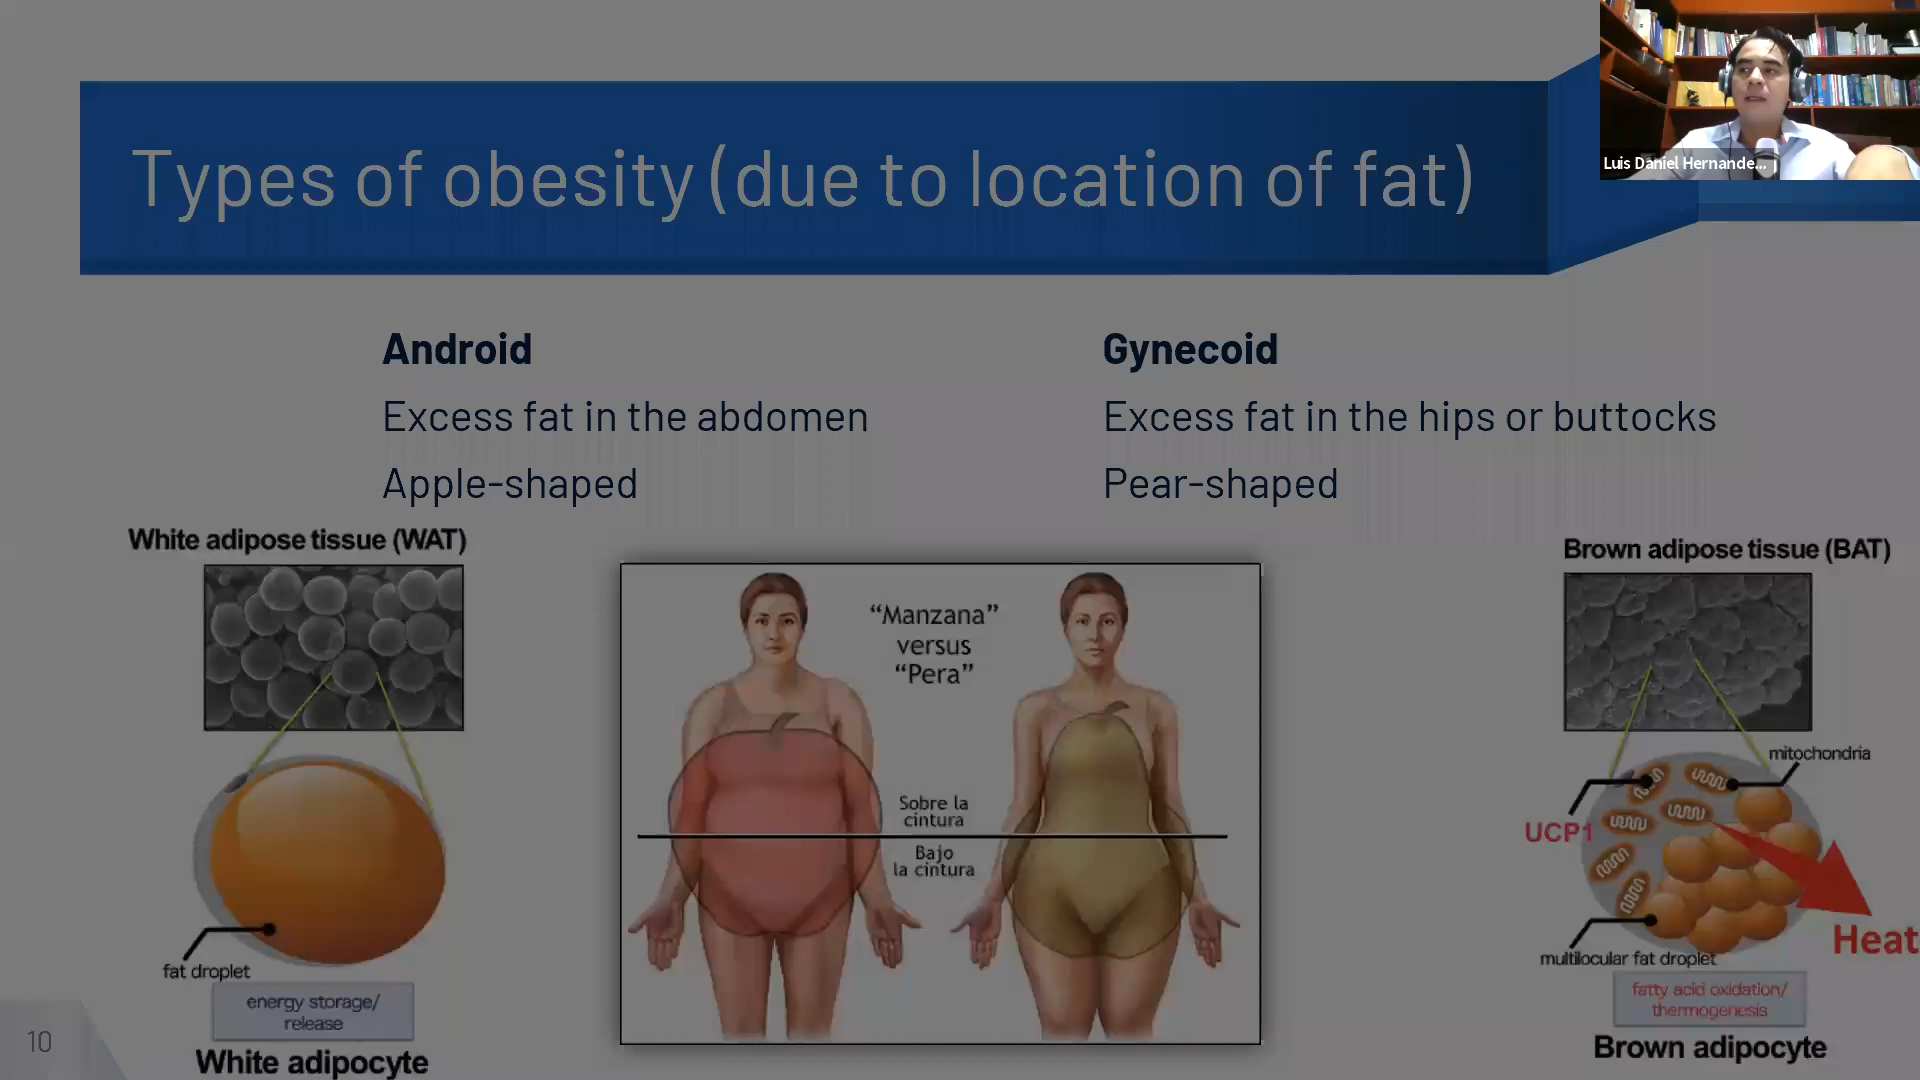 Luis Daniel Hernande...
Types of obesity (due to location of fat)
Android
Excess fat in the abdomen
Apple-shaped
Gynecoid
Excess fat in the hips or buttocks
Pear-shaped
White adipose tissue (WAT)
fat droplet
energy storage/
release
White adipocyte
“Manzana”
versus
“Pera”
Sobre la
cintura
Bajo
la cintura
Brown adipose tissue (BAT)
mitochondria
UCP1
Heat
multilocular fat droplet
fatty acid oxidation/
thermogenesis
Brown adipocyte
10